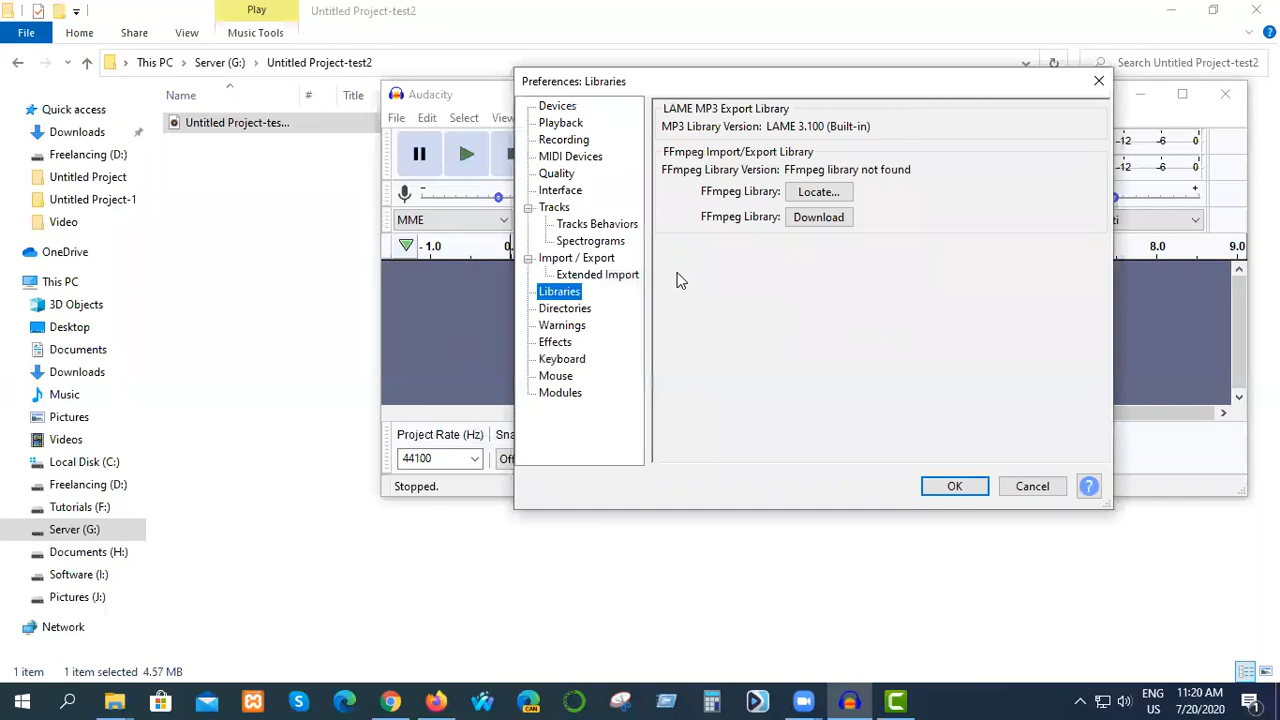 Play
Untitled Project-test2
File
Home
Share
View
Music Tools
This PC
Server (G:)
Untitled Project-test2
Search Untitled Project-test2
Name
#
Title
Untitled Project-tes...
Quick access
Downloads
Freelancing (D:)
Untitled Project
Untitled Project-1
Video
OneDrive
This PC
3D Objects
Desktop
Documents
Downloads
Music
Pictures
Videos
Local Disk (C:)
Freelancing (D:)
Tutorials (F:)
Server (G:)
Documents (H:)
Software (I:)
Pictures (J:)
Network
1 item
1 item selected
4.57 MB
Audacity
File
Edit
Select
View
MME
-12
-6
0
-12
-6
0
- 1.0
8.0
9.0
Project Rate (Hz)
44100
Stopped.
Preferences: Libraries
Devices
Playback
Recording
MIDI Devices
Quality
Interface
Tracks
Tracks Behaviors
Spectrograms
Import / Export
Extended Import
Libraries
Directories
Warnings
Effects
Keyboard
Mouse
Modules
LAME MP3 Export Library
MP3 Library Version: LAME 3.100 (Built-in)
FFmpeg Import/Export Library
FFmpeg Library Version: FFmpeg library not found
FFmpeg Library: Locate...
FFmpeg Library: Download
OK
Cancel
?
ENG
US
11:20 AM
7/20/2020